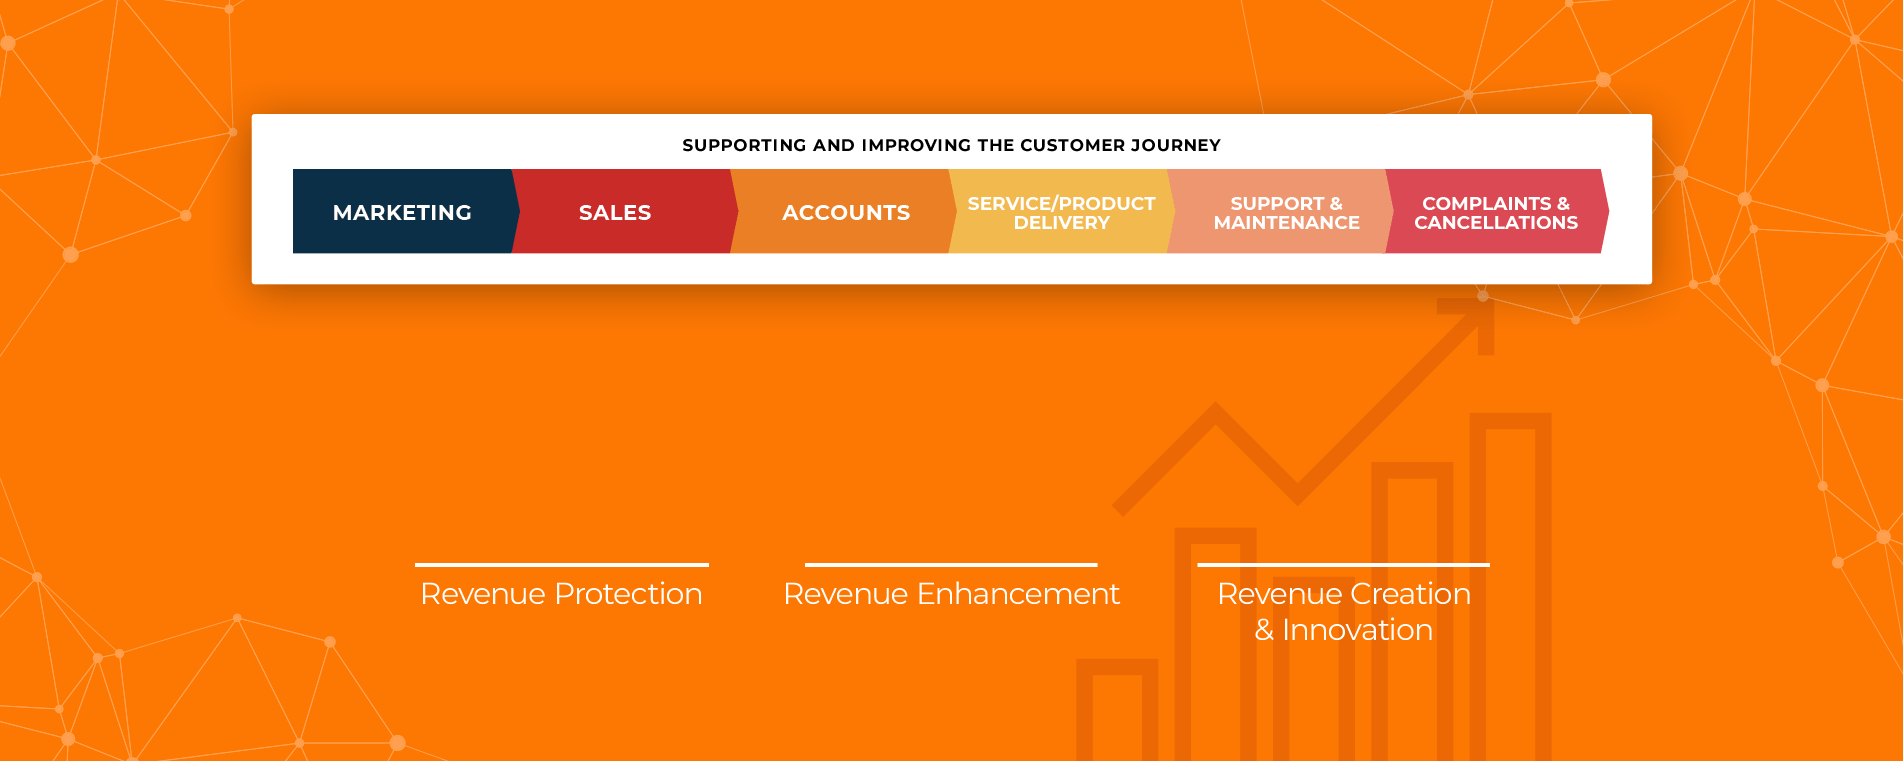 SUPPORTING AND IMPROVING THE CUSTOMER JOURNEY
MARKETING
SALES
ACCOUNTS
SERVICE/PRODUCT
DELIVERY
SUPPORT &
MAINTENANCE
COMPLAINTS &
CANCELLATIONS
Revenue Protection
Revenue Enhancement
Revenue Creation
& Innovation